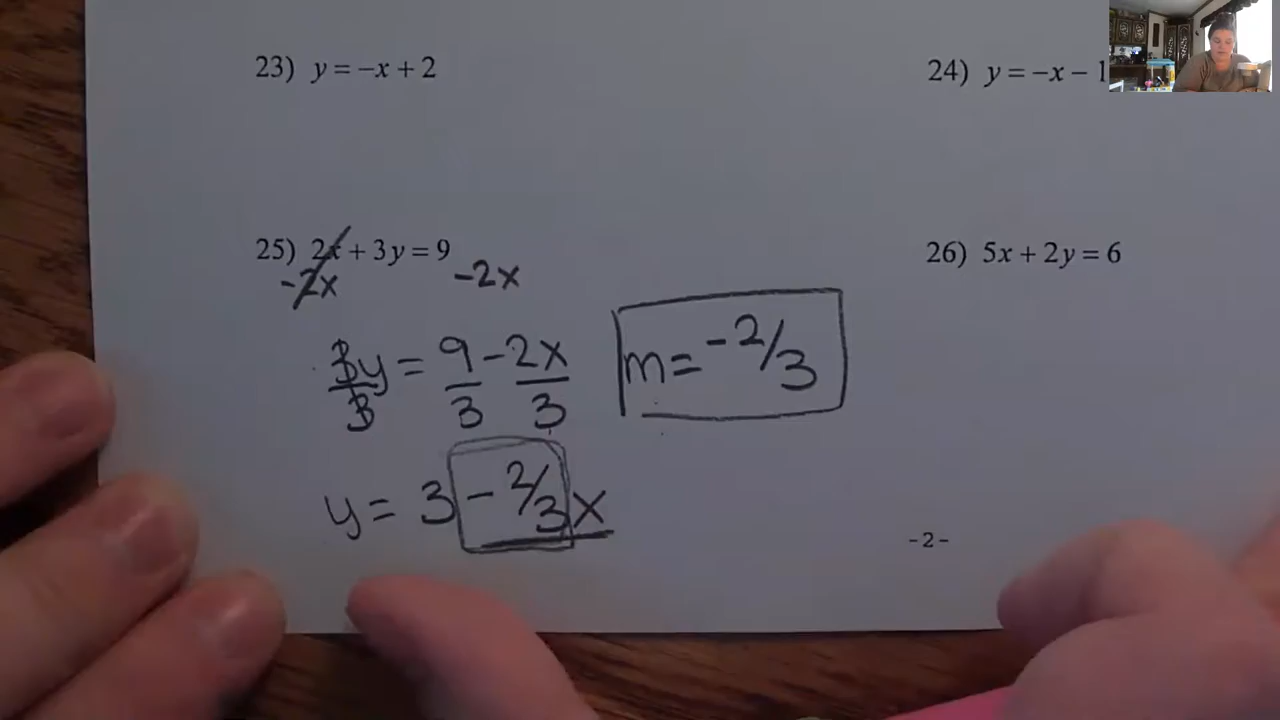 23) y = -x + 2
24) y = -x - 1
25) 2x + 3y = 9
-2x -2x
26) 5x + 2y = 6
3y = 9 - 2x
3 3 3
m = -2/3
y = 3 - 2/3 x
-2-